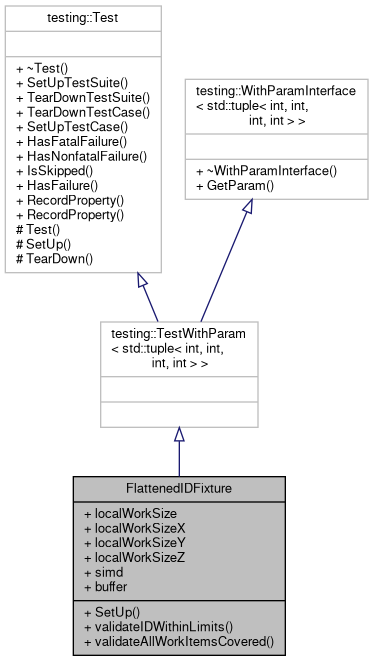 testing::Test
+ ~Test()
+ SetUpTestSuite()
+ TearDownTestSuite()
+ TearDownTestCase()
+ SetUpTestCase()
+ HasFatalFailure()
+ HasNonfatalFailure()
+ IsSkipped()
+ HasFailure()
+ RecordProperty()
+ RecordProperty()
# Test()
# SetUp()
# TearDown()
testing::WithParamInterface
< std::tuple< int, int,
int, int > >
+ ~WithParamInterface()
+ GetParam()
testing::TestWithParam
< std::tuple< int, int,
int, int > >
FlattenedIDFixture
+ localWorkSize
+ localWorkSizeX
+ localWorkSizeY
+ localWorkSizeZ
+ simd
+ buffer
+ SetUp()
+ validateIDWithinLimits()
+ validateAllWorkItemsCovered()